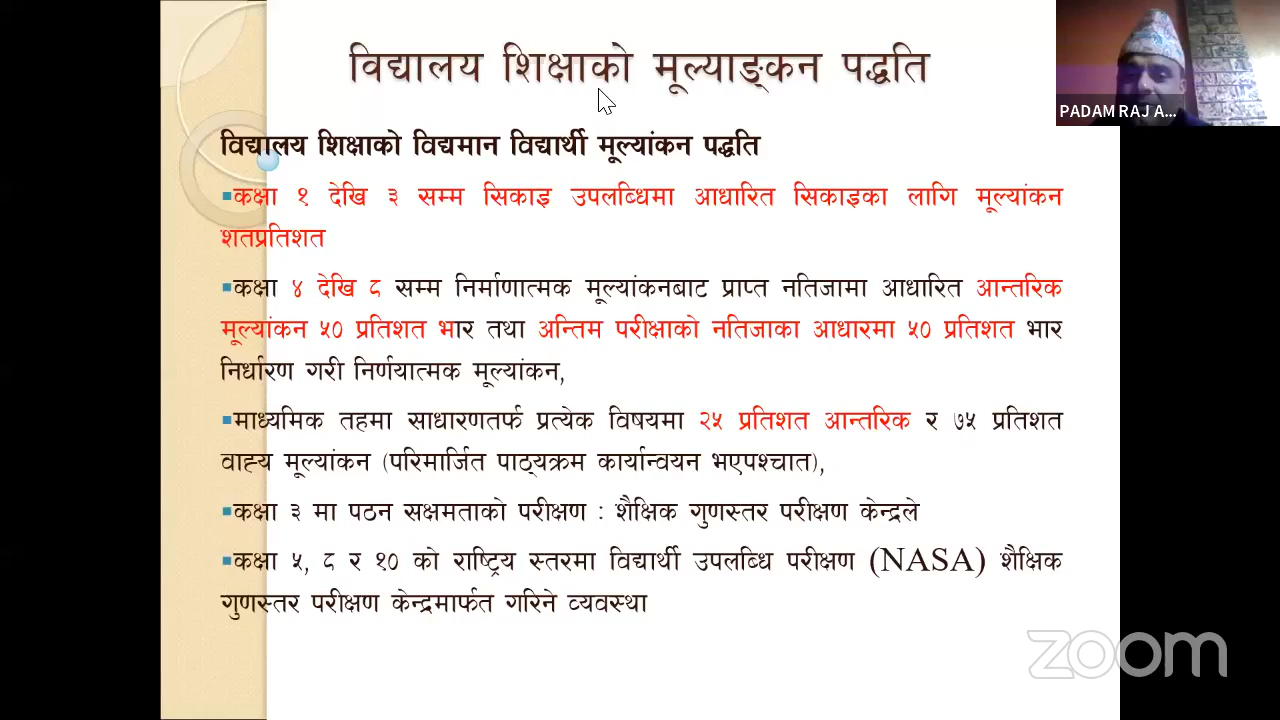 विद्यालय शिक्षाको मूल्याङ्कन पद्धति
PADAM RAJ A...
विद्यालय शिक्षाको विद्यमान विद्यार्थी मूल्यांकन पद्धति
कक्षा १ देखि ३ सम्म सिकाइ उपलब्धिमा आधारित सिकाइका लागि मूल्यांकन
शतप्रतिशत
कक्षा ४ देखि ८ सम्म निर्माणात्मक मूल्यांकनबाट प्राप्त नतिजामा आधारित आन्तरिक
मूल्यांकन ५० प्रतिशत भार तथा अन्तिम परीक्षाको नतिजाका आधारमा ५० प्रतिशत भार
निर्धारण गरी निर्णयात्मक मूल्यांकन,
माध्यमिक तहमा साधारणतर्फ प्रत्येक विषयमा २५ प्रतिशत आन्तरिक र ७५ प्रतिशत
वाह्य मूल्यांकन (परिमार्जित पाठ्यक्रम कार्यान्वयन भएपश्चात),
कक्षा ३ मा पठन सक्षमताको परीक्षण : शैक्षिक गुणस्तर परीक्षण केन्द्रले
कक्षा ५, ८ र १० को राष्ट्रिय स्तरमा विद्यार्थी उपलब्धि परीक्षण (NASA) शैक्षिक
गुणस्तर परीक्षण केन्द्रमार्फत गरिने व्यवस्था
zoom